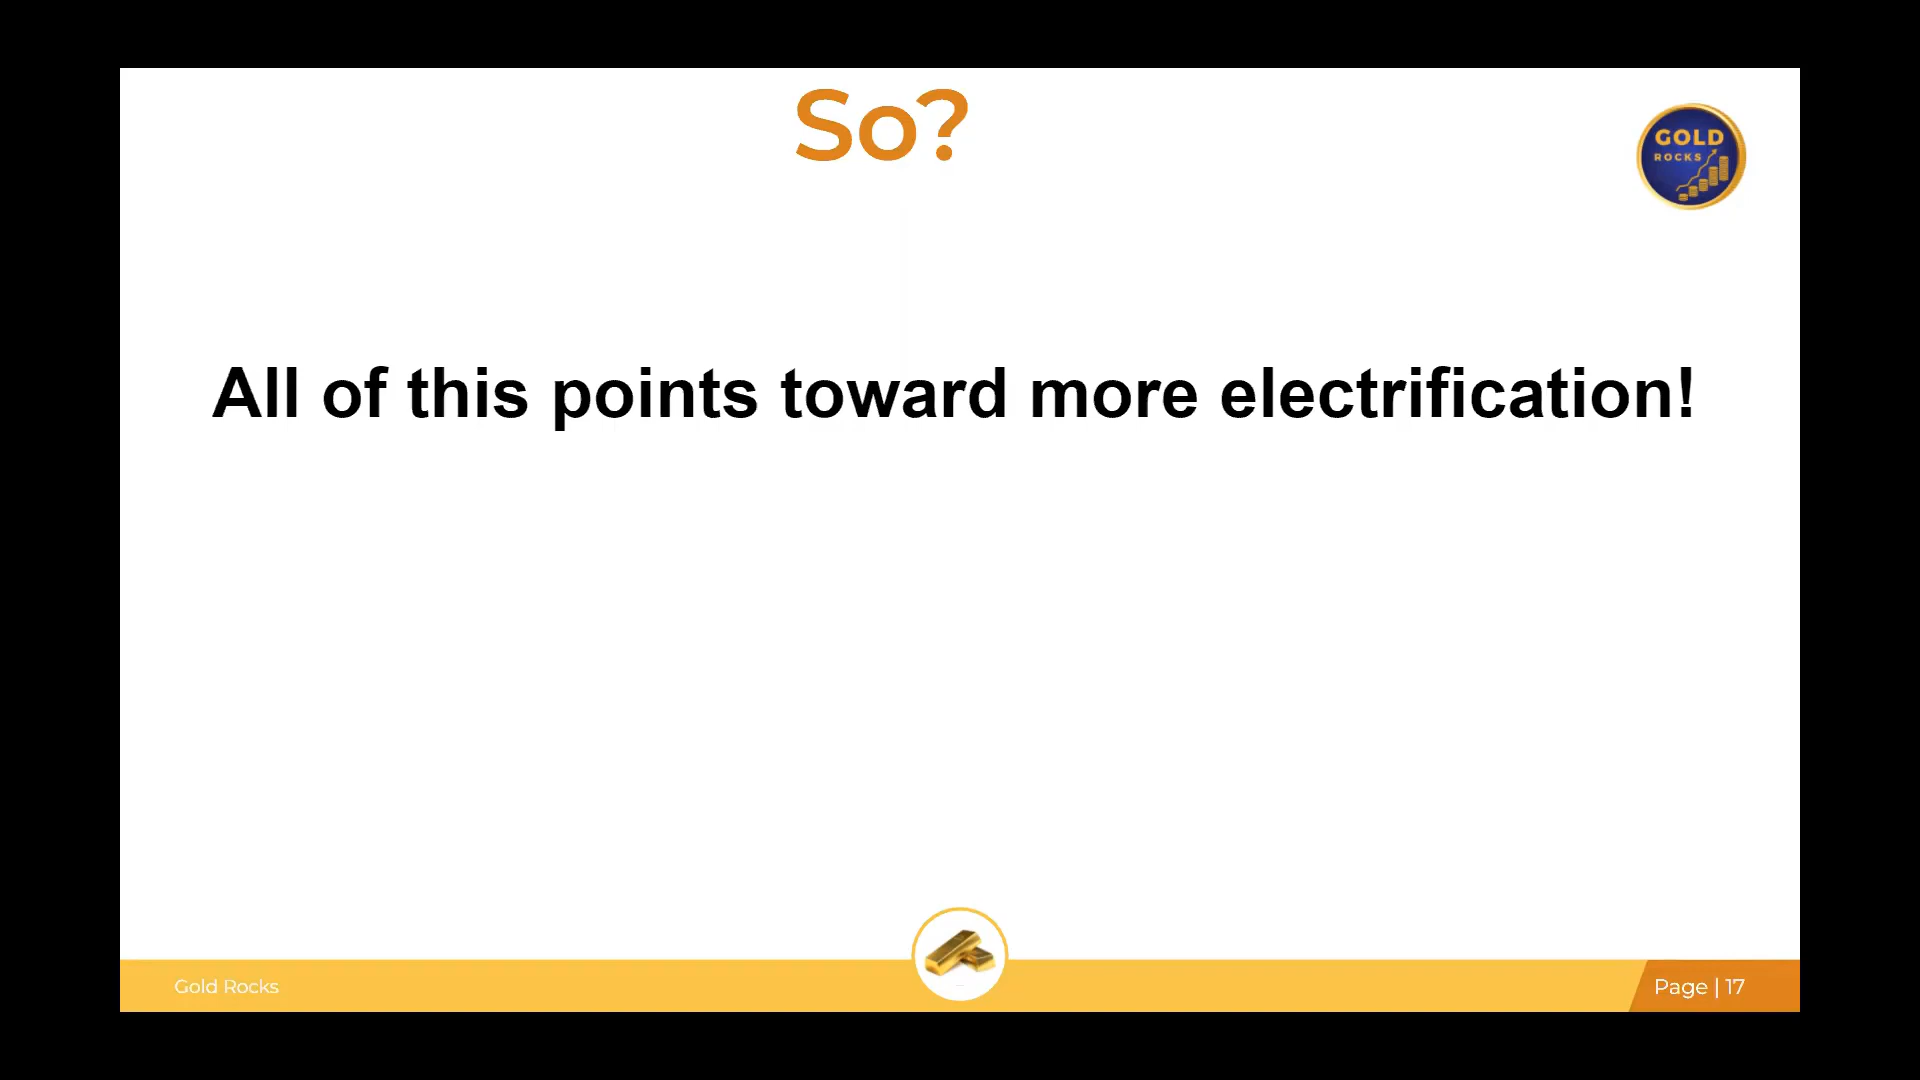 So?
GOLD
ROCKS
All of this points toward more electrification!
Gold Rocks
Page | 17